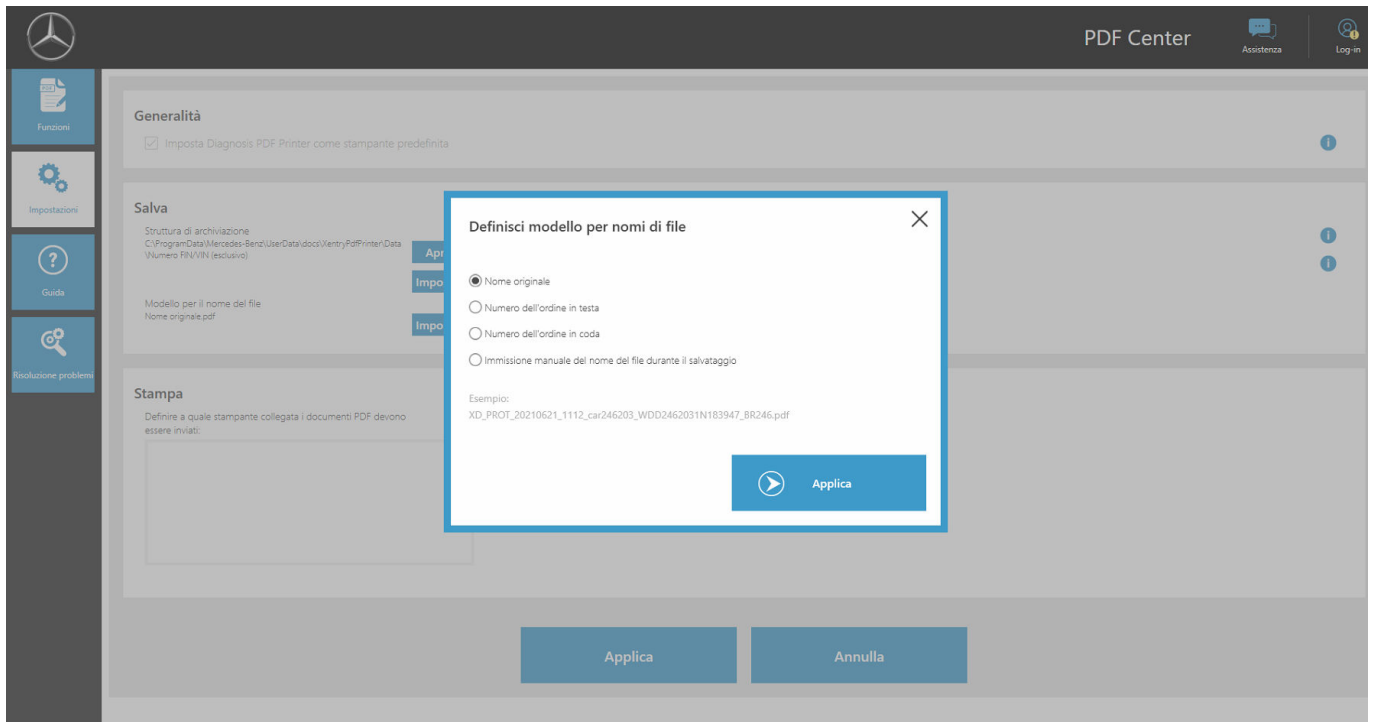 PDF Center
Assistenza
Log-in
Funzioni
Impostazioni
Guida
Risoluzione problemi
Generalità
Imposta Diagnosis PDF Printer come stampante predefinita
Salva
Struttura di archiviazione
C:\ProgramData\Mercedes-Benz\UserData\docs\XentryPdfPrinter\Data
\Numero FIN/VIN (esclusivo)
Apr
Impo
Modello per il nome del file
Nome originale.pdf
Impo
Stampa
Definire a quale stampante collegata i documenti PDF devono
essere inviati:
Definisci modello per nomi di file
Nome originale
Numero dell'ordine in testa
Numero dell'ordine in coda
Immissione manuale del nome del file durante il salvataggio
Esempio:
XD_PROT_20210621_1112_car246203_WDD2462031N183947_BR246.pdf
Applica
Applica
Annulla